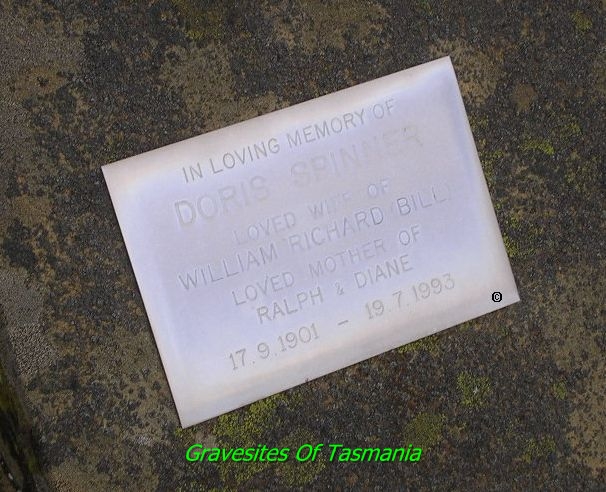 IN LOVING MEMORY OF
DORIS SPINNER
LOVED WIFE OF
WILLIAM RICHARD (BILL)
LOVED MOTHER OF
RALPH & DIANE
17.9.1901 - 19.7.1993
©
Gravesites Of Tasmania